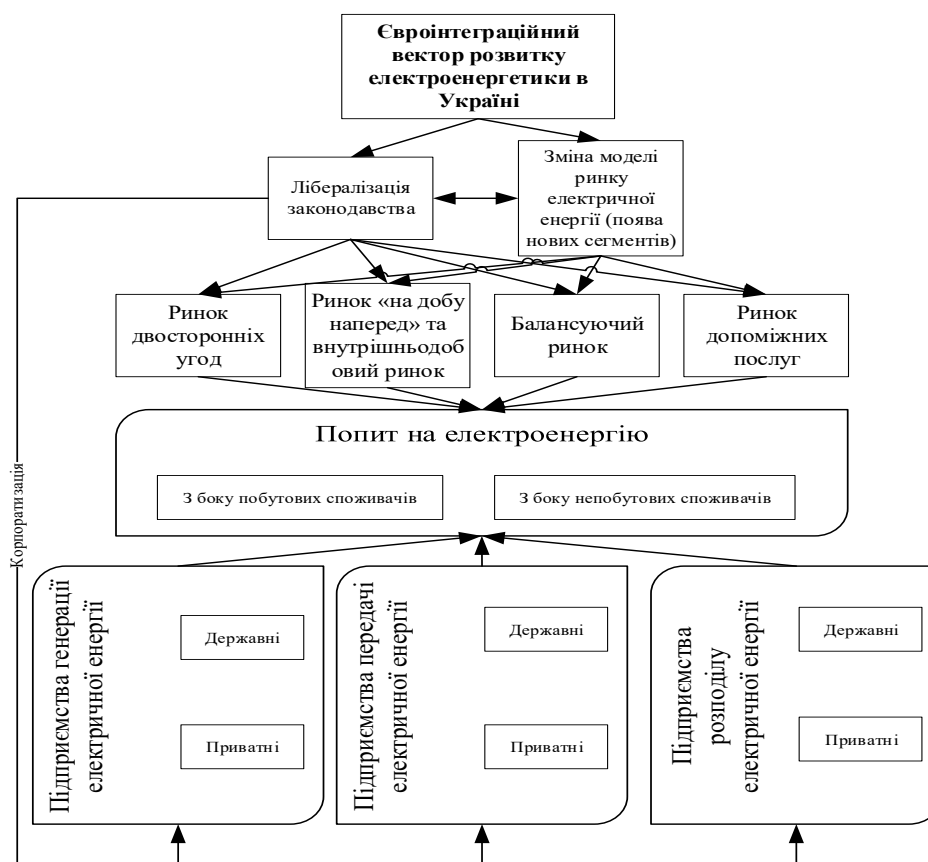 Євроінтеграційний
вектор розвитку
електроенергетики в
Україні
Лібералізація
законодавства
Зміна моделі
ринку
електричної
енергії (поява
нових сегментів)
Ринок
двосторонніх
угод
Ринок «на добу
наперед» та
внутрішньодоб
овий ринок
Балансуючий
ринок
Ринок
допоміжних
послуг
Попит на електроенергію
З боку побутових споживачів
З боку непобутових споживачів
Корпоратизація
Підприємства генерації
електричної енергії
Державні
Приватні
Підприємства передачі
електричної енергії
Державні
Приватні
Підприємства
розподілу
електричної енергії
Державні
Приватні